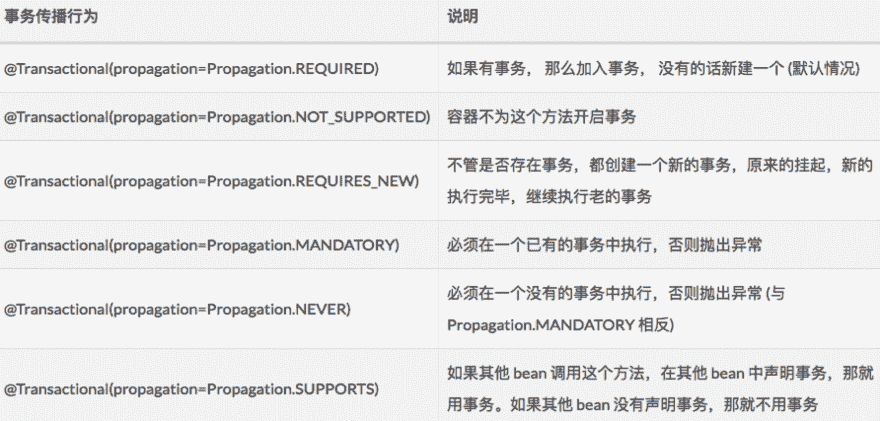 事务传播行为 说明
@Transactional(propagation=Propagation.REQUIRED) 如果有事务， 那么加入事务， 没有的话新建一个 (默认情况)
@Transactional(propagation=Propagation.NOT_SUPPORTED) 容器不为这个方法开启事务
@Transactional(propagation=Propagation.REQUIRES_NEW) 不管是否存在事务，都创建一个新的事务，原来的挂起，新的
执行完毕，继续执行老的事务
@Transactional(propagation=Propagation.MANDATORY) 必须在一个已有的事务中执行，否则抛出异常
@Transactional(propagation=Propagation.NEVER) 必须在一个没有的事务中执行，否则抛出异常 (与
Propagation.MANDATORY 相反)
@Transactional(propagation=Propagation.SUPPORTS) 如果其他 bean 调用这个方法，在其他 bean 中声明事务，那就
用事务。如果其他 bean 没有声明事务，那就不用事务